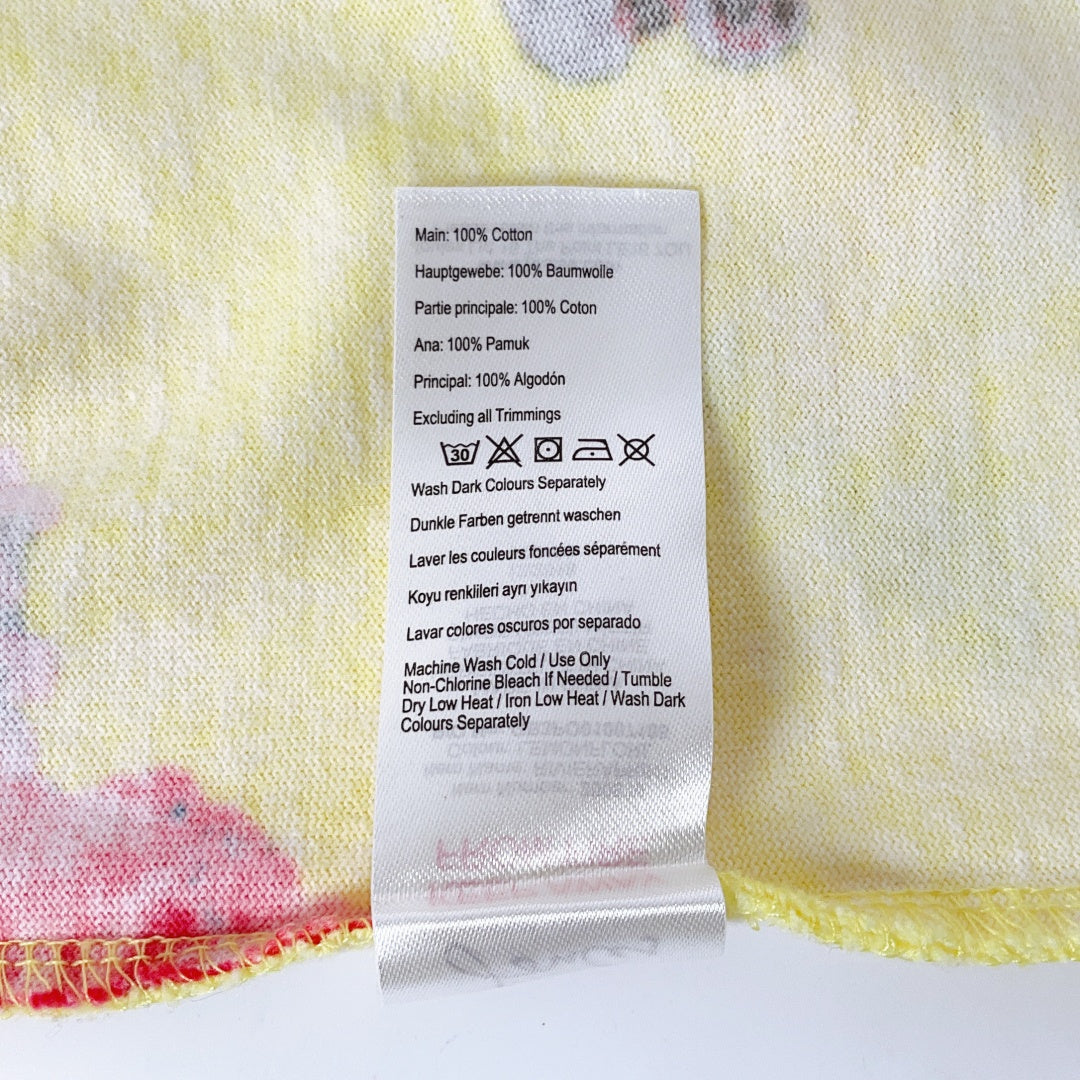 Main: 100% Cotton
Hauptgewebe: 100% Baumwolle
Partie principale: 100% Coton
Ana: 100% Pamuk
Principal: 100% Algodón
Excluding all Trimmings
30
Wash Dark Colours Separately
Dunkle Farben getrennt waschen
Laver les couleurs foncées séparément
Koyu renklileri ayrı yıkayın
Lavar colores oscuros por separado
Machine Wash Cold / Use Only
Non-Chlorine Bleach If Needed / Tumble
Dry Low Heat / Iron Low Heat / Wash Dark
Colours Separately